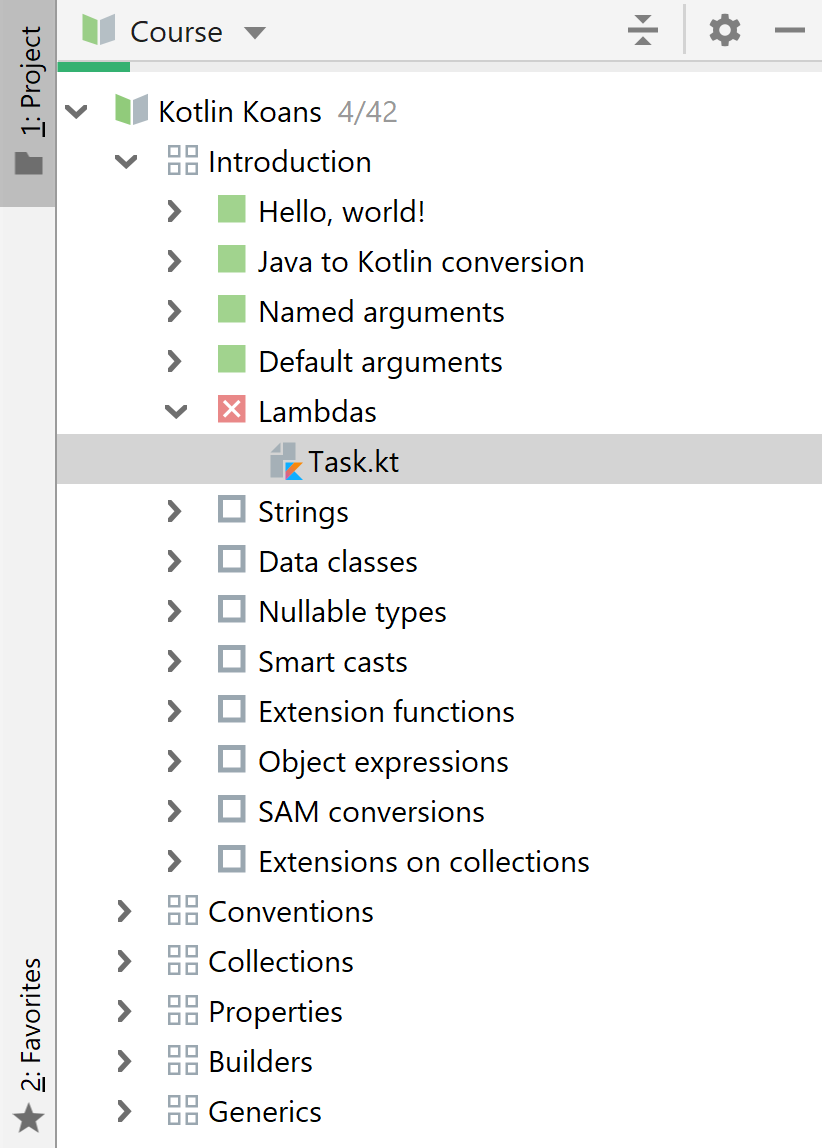 1: Project
Course
Kotlin Koans 4/42
Introduction
Hello, world!
Java to Kotlin conversion
Named arguments
Default arguments
Lambdas
Task.kt
Strings
Data classes
Nullable types
Smart casts
Extension functions
Object expressions
SAM conversions
Extensions on collections
Conventions
Collections
Properties
Builders
Generics
2: Favorites